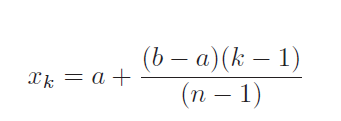 x_k = a + \frac{(b - a)(k - 1)}{(n - 1)}